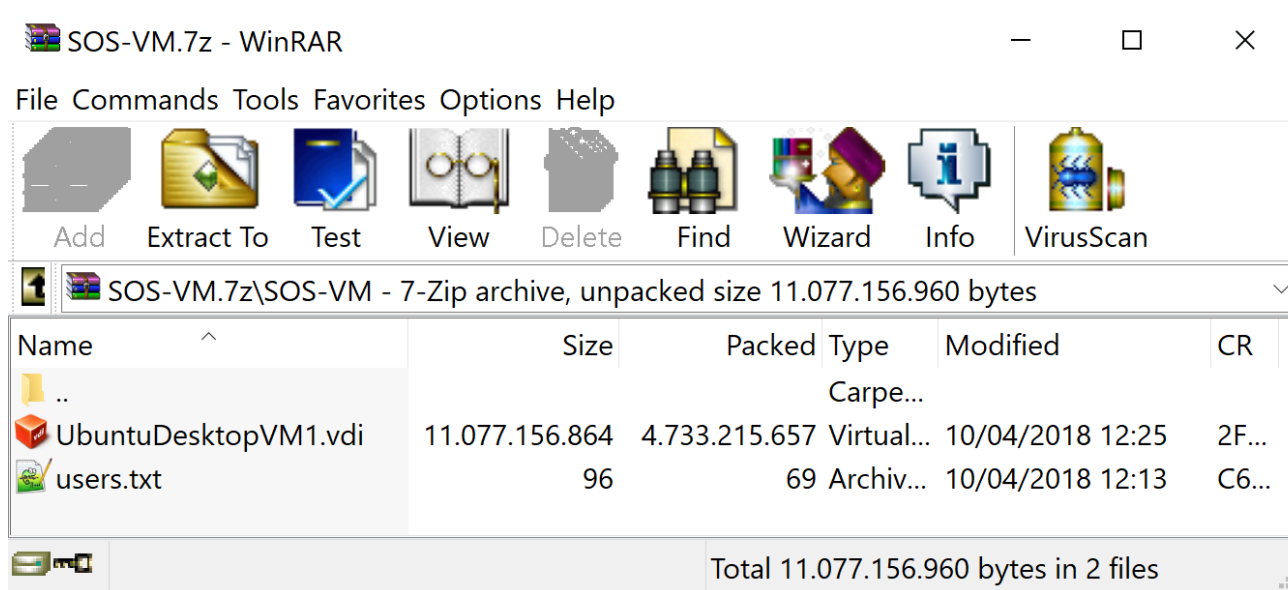 SOS-VM.7z - WinRAR
File Commands Tools Favorites Options Help
Add Extract To Test View Delete Find Wizard Info VirusScan
SOS-VM.7z\SOS-VM - 7-Zip archive, unpacked size 11.077.156.960 bytes
Name Size Packed Type Modified CR
.. Carpe...
UbuntuDesktopVM1.vdi 11.077.156.864 4.733.215.657 Virtual... 10/04/2018 12:25 2F...
users.txt 96 69 Archiv... 10/04/2018 12:13 C6...
Total 11.077.156.960 bytes in 2 files